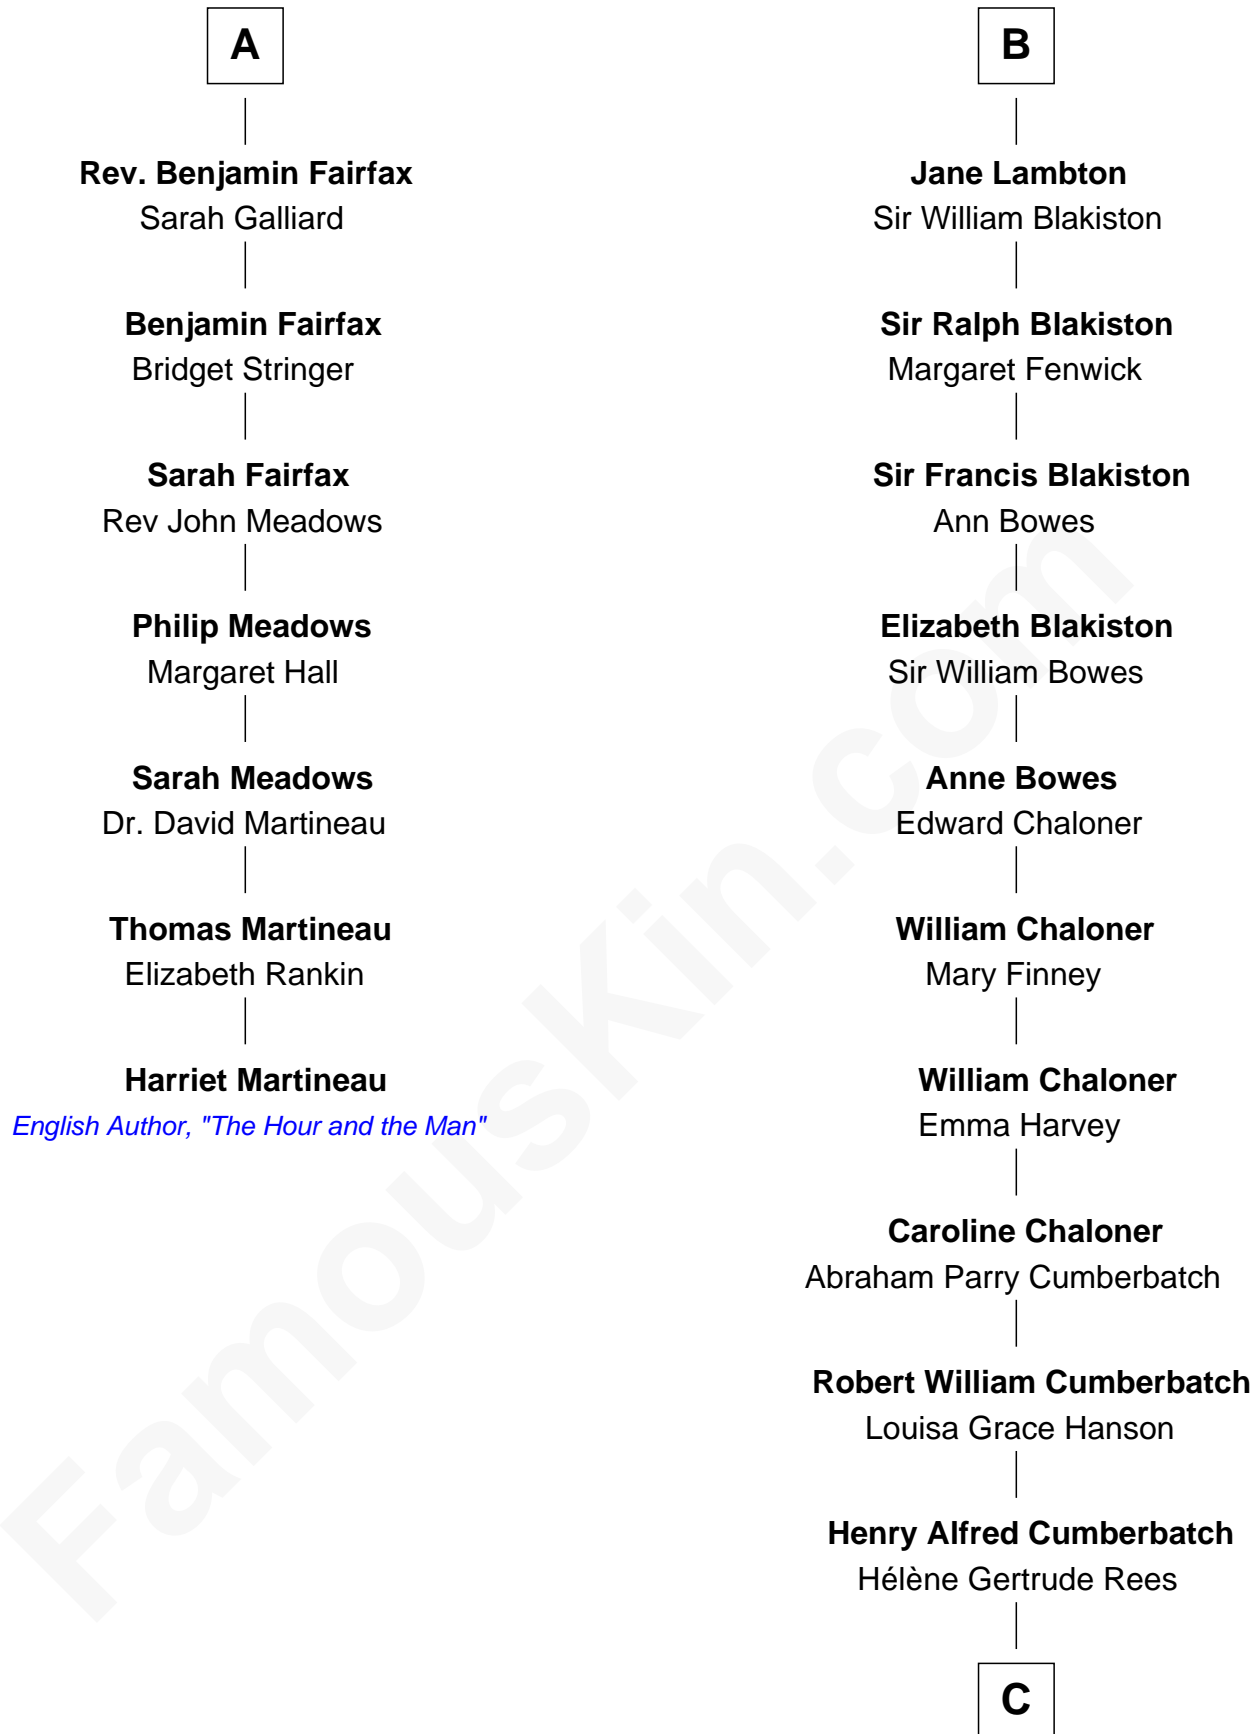 A
Rev. Benjamin Fairfax
Sarah Galliard
Benjamin Fairfax
Bridget Stringer
Sarah Fairfax
Rev John Meadows
Philip Meadows
Margaret Hall
Sarah Meadows
Dr. David Martineau
Thomas Martineau
Elizabeth Rankin
Harriet Martineau
English Author, "The Hour and the Man"
B
Jane Lambton
Sir William Blakiston
Sir Ralph Blakiston
Margaret Fenwick
Sir Francis Blakiston
Ann Bowes
Elizabeth Blakiston
Sir William Bowes
Anne Bowes
Edward Chaloner
William Chaloner
Mary Finney
William Chaloner
Emma Harvey
Caroline Chaloner
Abraham Parry Cumberbatch
Robert William Cumberbatch
Louisa Grace Hanson
Henry Alfred Cumberbatch
Hélène Gertrude Rees
C
FamousKin.com